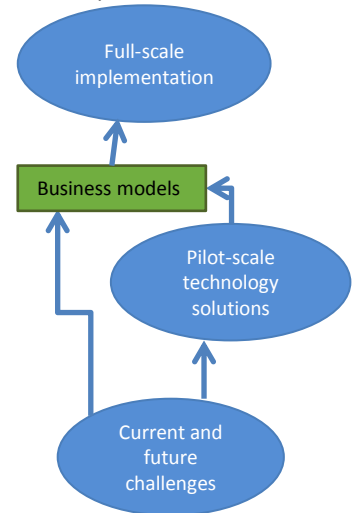 Full-scale
implementation
Business models
Pilot-scale
technology
solutions
Current and
future
challenges